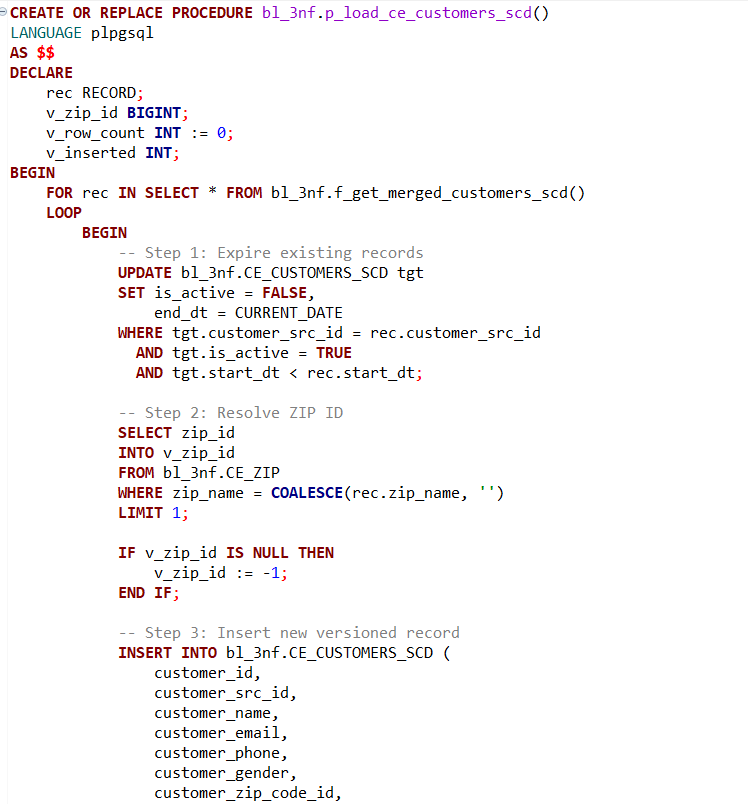 CREATE OR REPLACE PROCEDURE bl_3nf.p_load_ce_customers_scd()
LANGUAGE plpgsql
AS $$
DECLARE
    rec RECORD;
    v_zip_id BIGINT;
    v_row_count INT := 0;
    v_inserted INT;
BEGIN
    FOR rec IN SELECT * FROM bl_3nf.f_get_merged_customers_scd()
    LOOP
        BEGIN
            -- Step 1: Expire existing records
            UPDATE bl_3nf.CE_CUSTOMERS_SCD tgt
            SET is_active = FALSE,
                end_dt = CURRENT_DATE
            WHERE tgt.customer_src_id = rec.customer_src_id
              AND tgt.is_active = TRUE
              AND tgt.start_dt < rec.start_dt;

            -- Step 2: Resolve ZIP ID
            SELECT zip_id
            INTO v_zip_id
            FROM bl_3nf.CE_ZIP
            WHERE zip_name = COALESCE(rec.zip_name, '')
            LIMIT 1;

            IF v_zip_id IS NULL THEN
                v_zip_id := -1;
            END IF;

            -- Step 3: Insert new versioned record
            INSERT INTO bl_3nf.CE_CUSTOMERS_SCD (
                customer_id,
                customer_src_id,
                customer_name,
                customer_email,
                customer_phone,
                customer_gender,
                customer_zip_code_id,